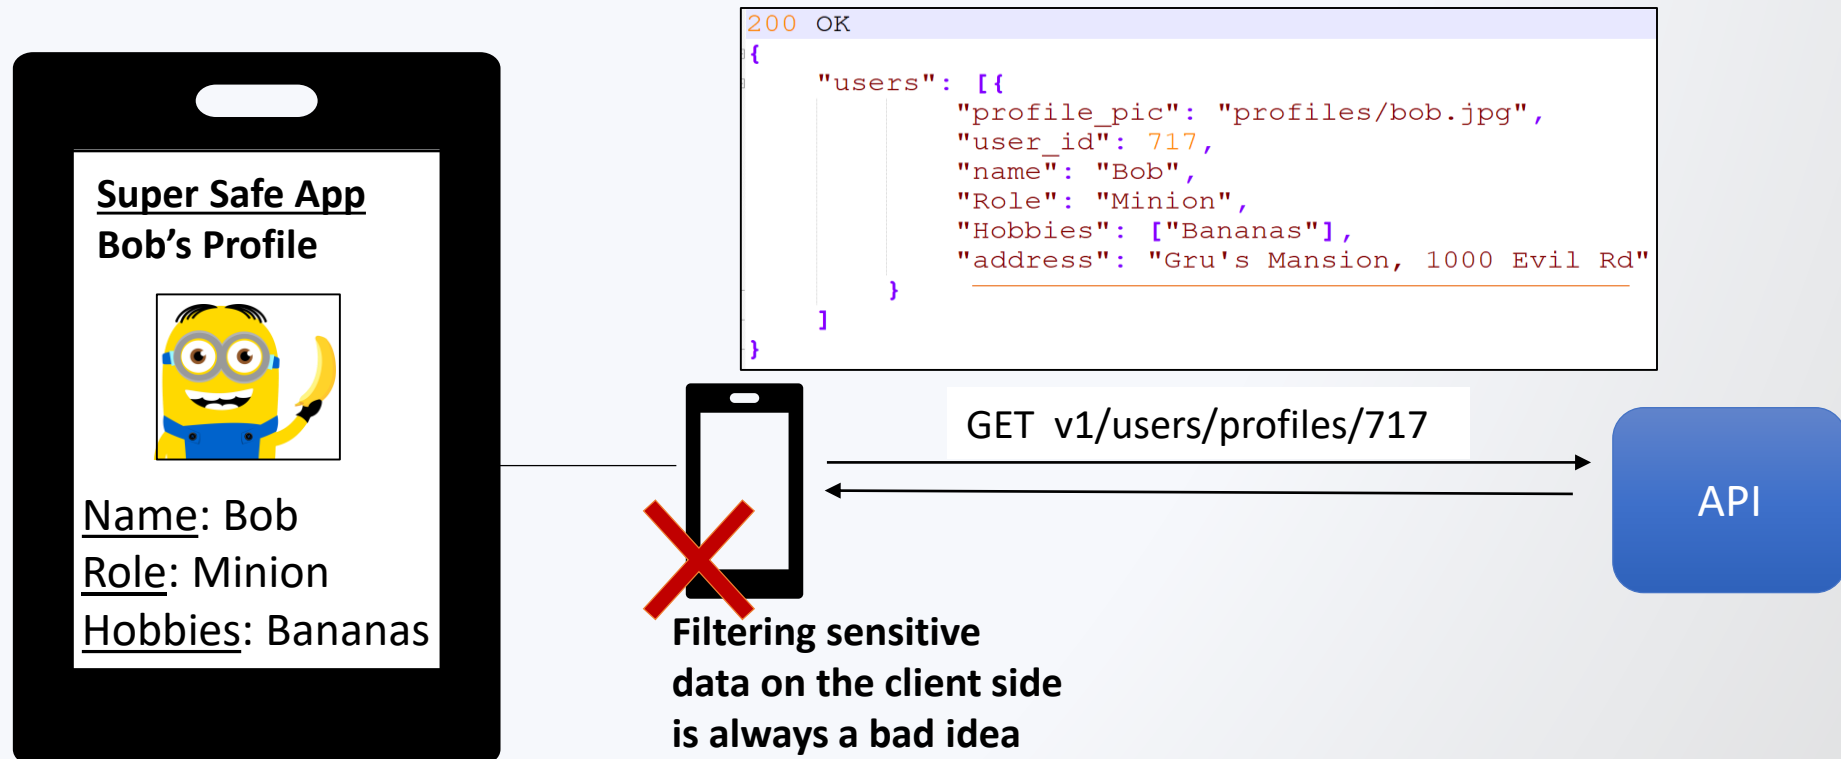 200 OK
{
"users": [{
"profile_pic": "profiles/bob.jpg",
"user_id": 717,
"name": "Bob",
"Role": "Minion",
"Hobbies": ["Bananas"],
"address": "Gru's Mansion, 1000 Evil Rd"
}
]
}
Super Safe App
Bob’s Profile
Name: Bob
Role: Minion
Hobbies: Bananas
GET v1/users/profiles/717
API
Filtering sensitive
data on the client side
is always a bad idea